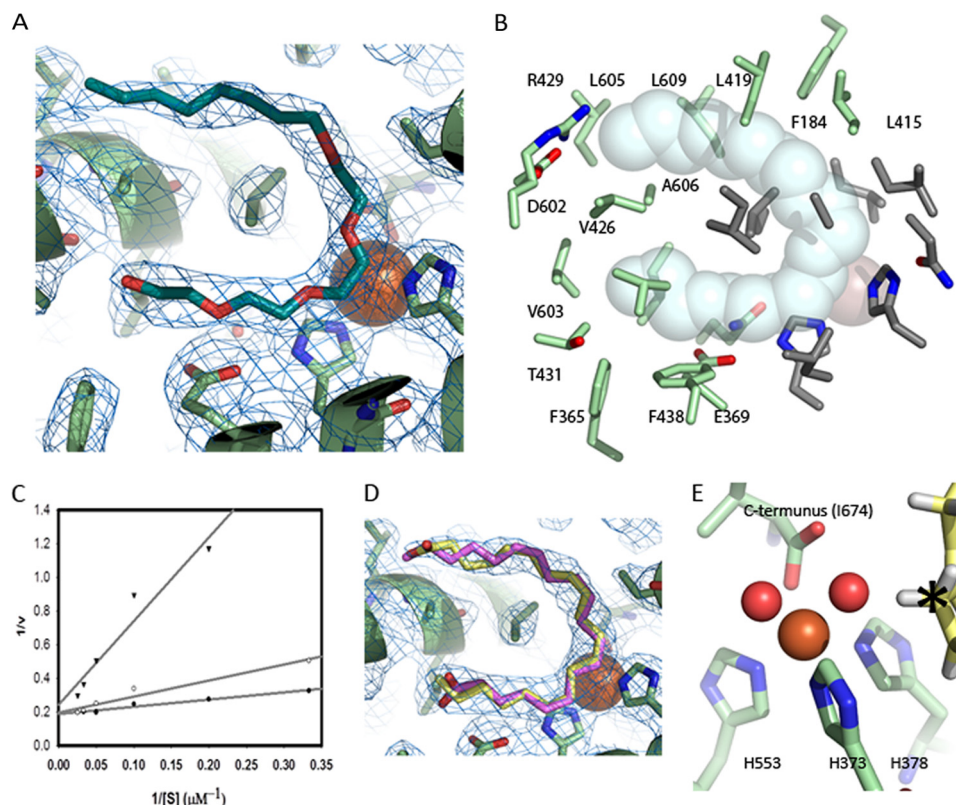 A
B
R429 L605 L609 L419
F184 L415
A606
D602
V426
V603
T431
F365 F438 E369
C
D
E
1.4
1.2
1.0
0.8
0.6
0.4
0.2
0.0
1/v
0.00 0.05 0.10 0.15 0.20 0.25 0.30 0.35
1/[S] (µM⁻¹)
C-termunus (I674)
*
H553 H373 H378